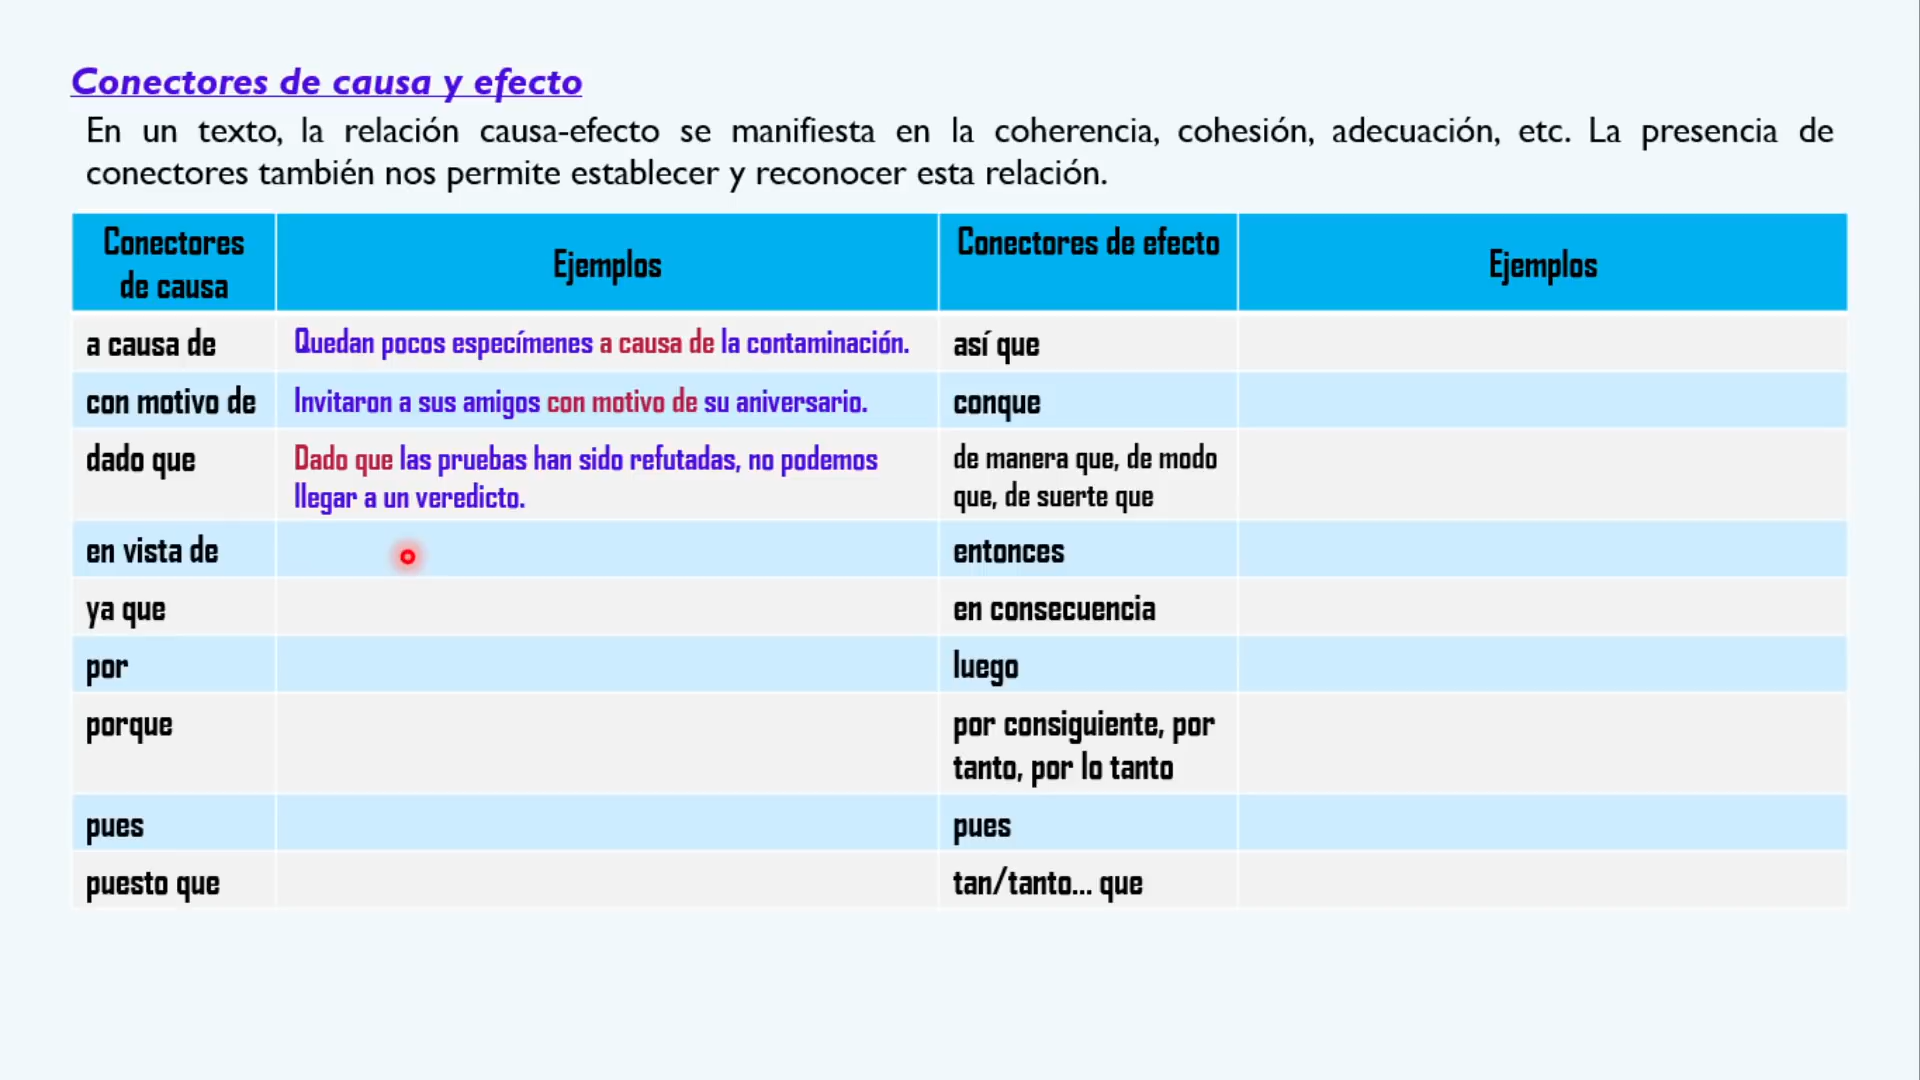 Conectores de causa y efecto
En un texto, la relación causa-efecto se manifiesta en la coherencia, cohesión, adecuación, etc. La presencia de
conectores también nos permite establecer y reconocer esta relación.
Conectores
de causa
Ejemplos
Conectores de efecto
Ejemplos
a causa de
Quedan pocos especímenes a causa de la contaminación.
así que
con motivo de
Invitaron a sus amigos con motivo de su aniversario.
conque
dado que
Dado que las pruebas han sido refutadas, no podemos
llegar a un veredicto.
de manera que, de modo
que, de suerte que
en vista de
entonces
ya que
en consecuencia
por
luego
porque
por consiguiente, por
tanto, por lo tanto
pues
pues
puesto que
tan/tanto... que